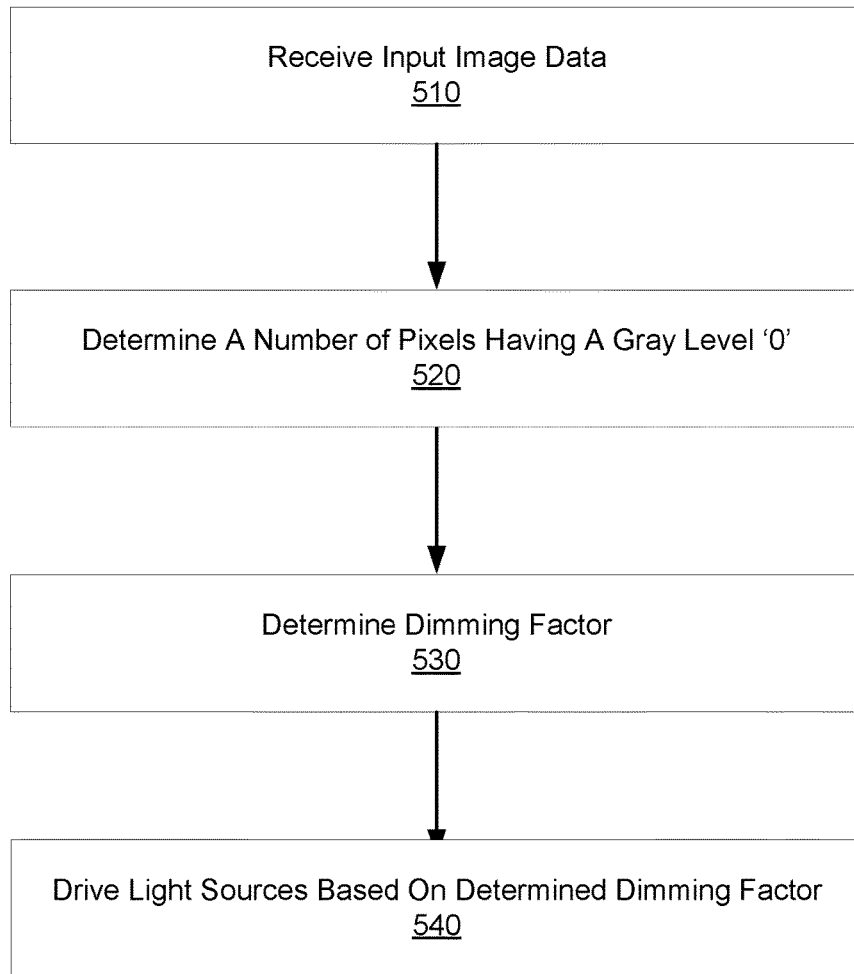 Receive Input Image Data
510
Determine A Number of Pixels Having A Gray Level ‘0’
520
Determine Dimming Factor
530
Drive Light Sources Based On Determined Dimming Factor
540